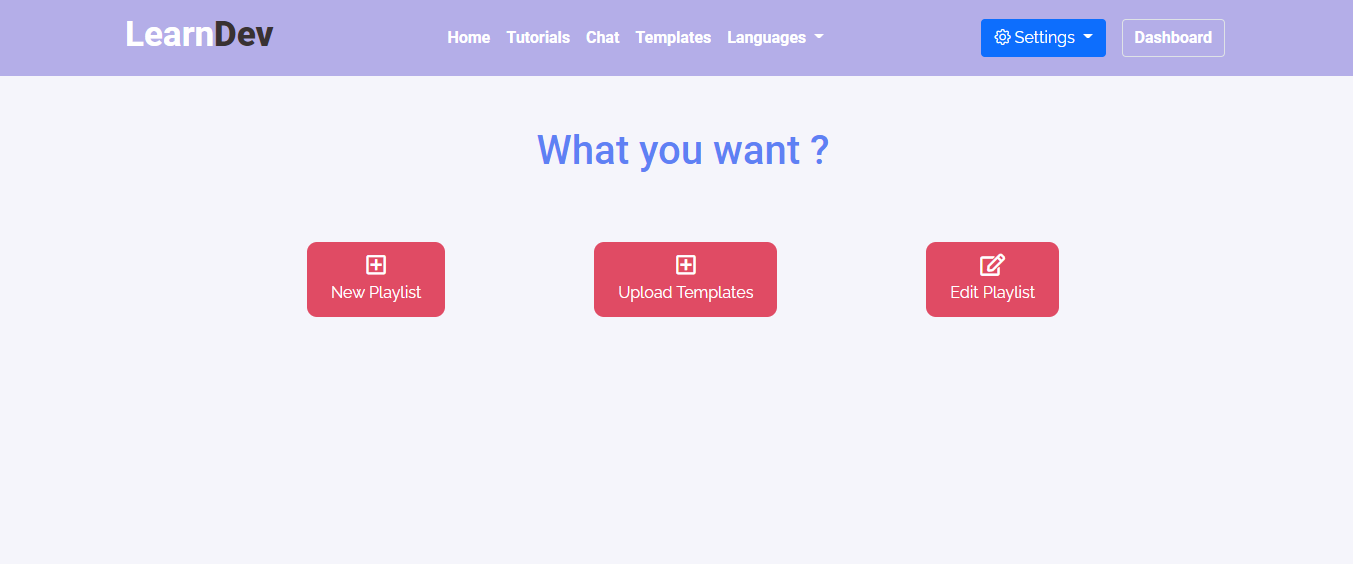 LearnDev
Home Tutorials Chat Templates Languages
Settings
Dashboard
What you want ?
New Playlist
Upload Templates
Edit Playlist